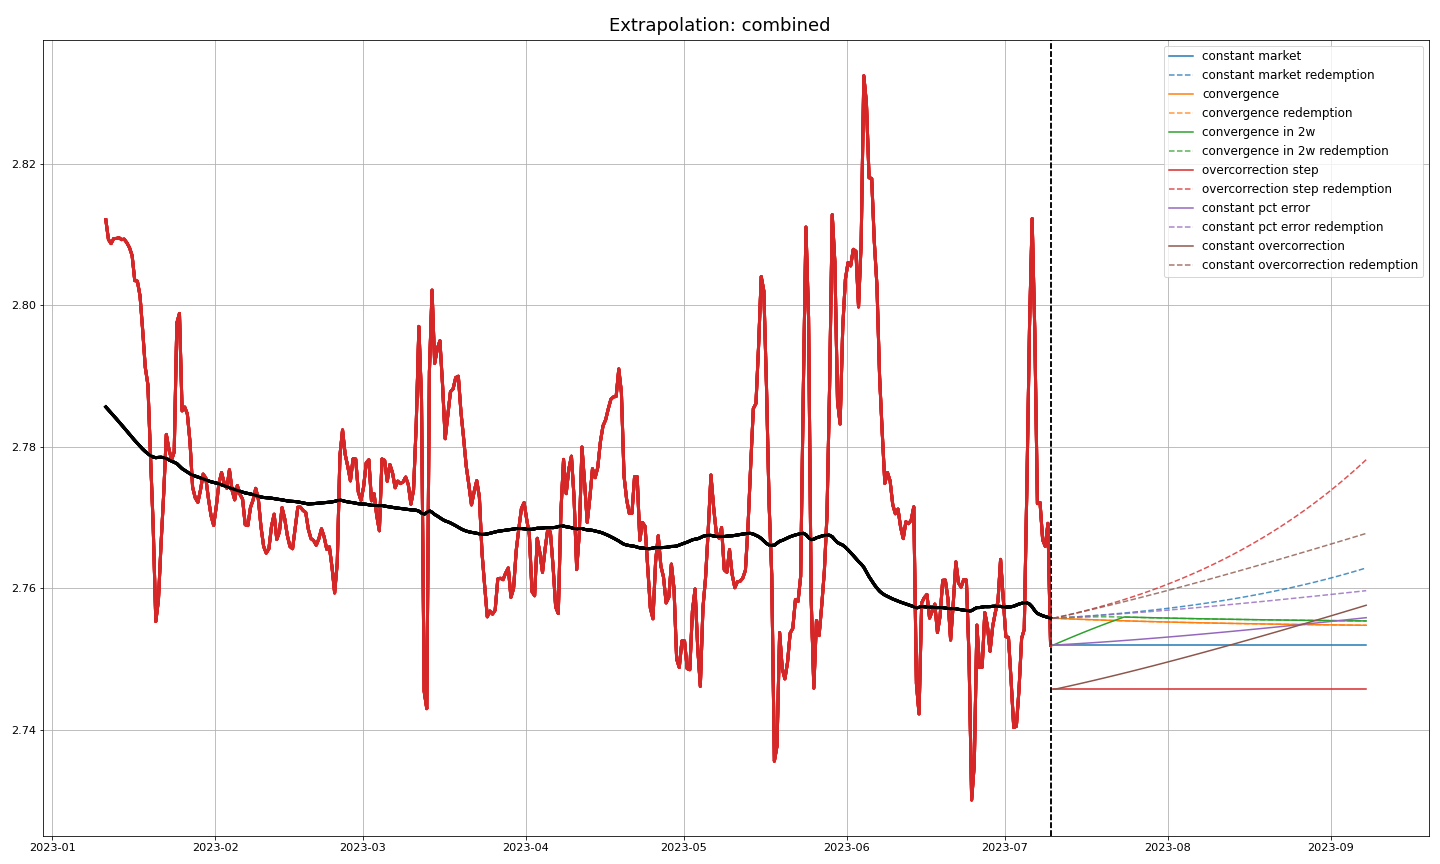 Extrapolation: combined
constant market
constant market redemption
convergence
convergence redemption
convergence in 2w
convergence in 2w redemption
overcorrection step
overcorrection step redemption
constant pct error
constant pct error redemption
constant overcorrection
constant overcorrection redemption
2.82
2.80
2.78
2.76
2.74
2023-01 2023-02 2023-03 2023-04 2023-05 2023-06 2023-07 2023-08 2023-09